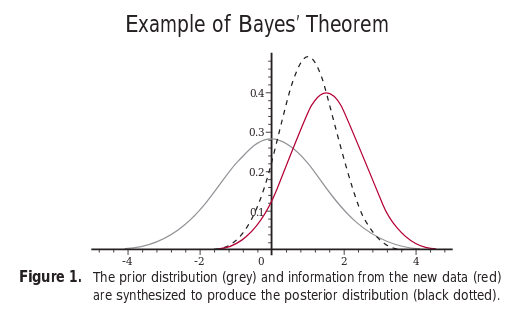 Example of Bayes' Theorem
0.4
0.3
0.2
0.1
-4 -2 0 2 4
Figure 1. The prior distribution (grey) and information from the new data (red)
are synthesized to produce the posterior distribution (black dotted).